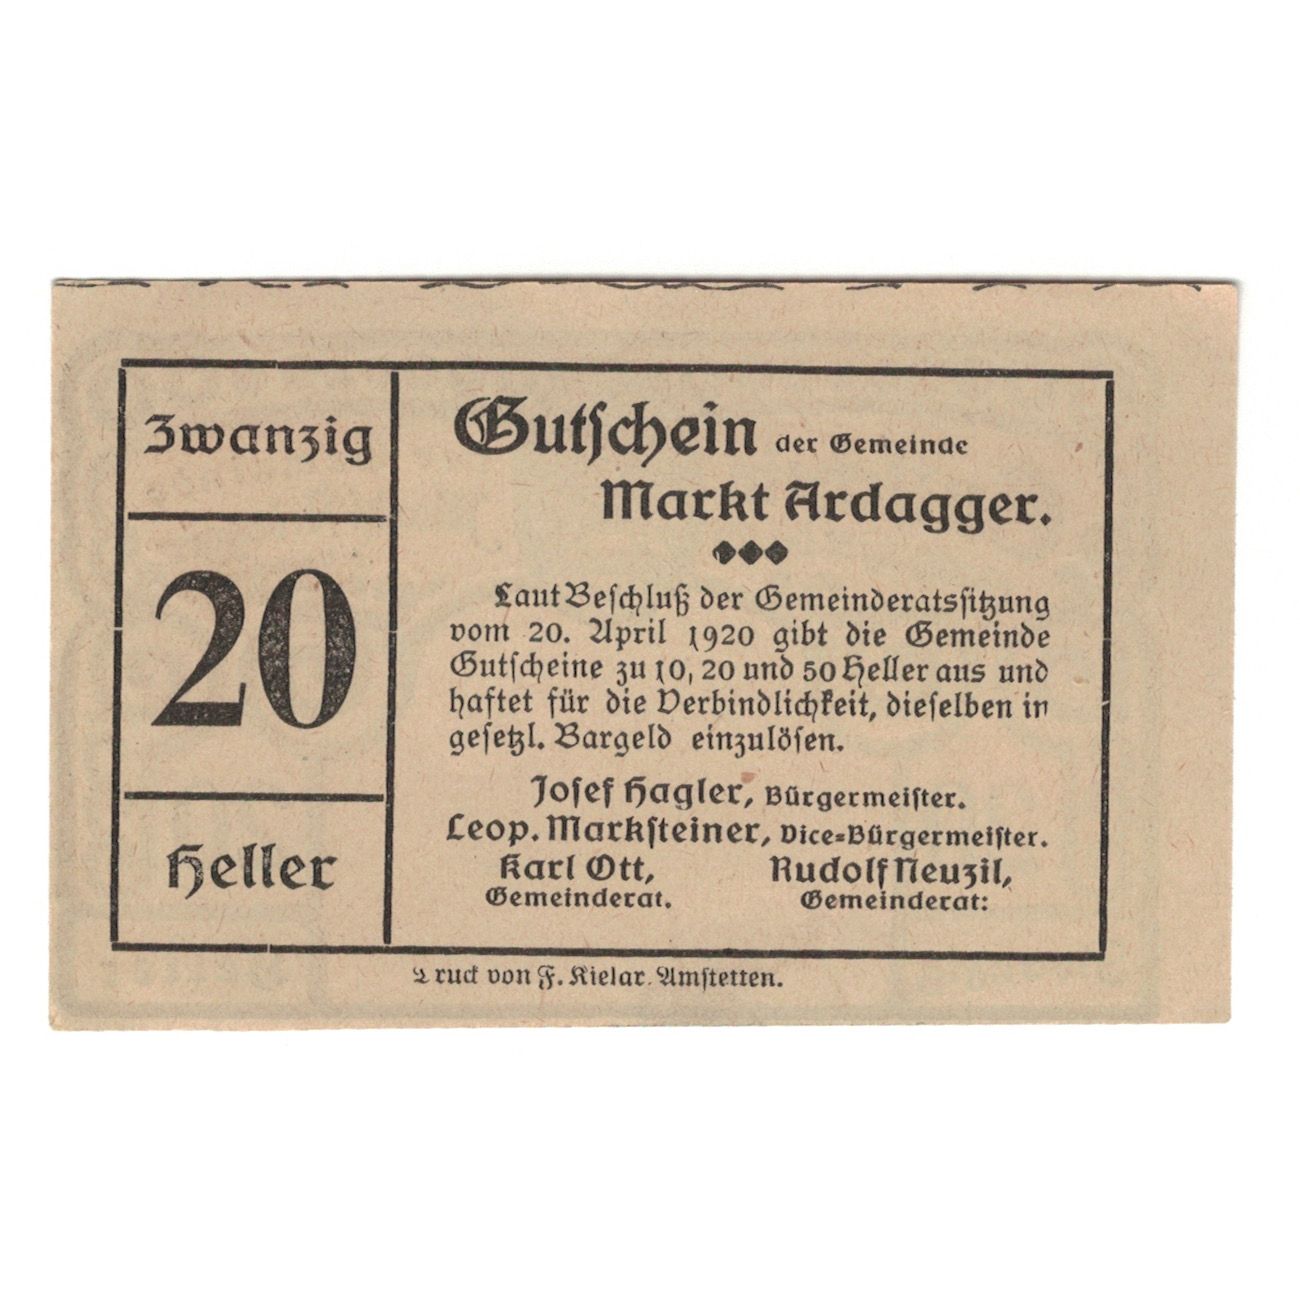 Zwanzig
20
Heller
Gutschein der Gemeinde
Markt Ardagger.
Laut Beschluß der Gemeinderatssitzung
vom 20. April 1920 gibt die Gemeinde
Gutscheine zu 10, 20 und 50 Heller aus und
haftet für die Verbindlichkeit, dieselben in
gesetzl. Bargeld einzulösen.
Josef Hagler, Bürgermeister.
Leop. Marksteiner, Vice-Bürgermeister.
Karl Ott, Rudolf Neuzil,
Gemeinderat. Gemeinderat:
Druck von F. Kielar. Amstetten.